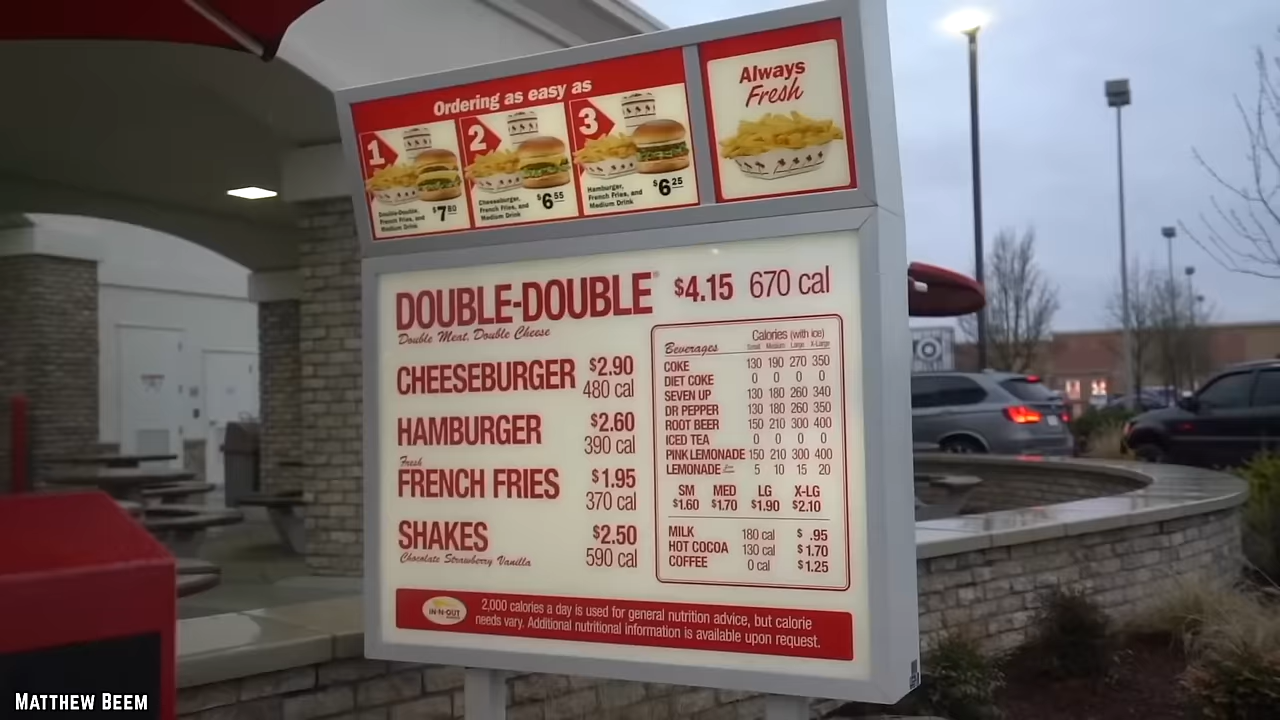 Ordering as easy as
1
Double-Double,
French Fries, and
Medium Drink
$7 80
2
Cheeseburger,
French Fries, and
Medium Drink
$6 55
3
Hamburger,
French Fries, and
Medium Drink
$6 25
Always
Fresh
DOUBLE-DOUBLE® $4.15 670 cal
Double Meat, Double Cheese
CHEESEBURGER $2.90
480 cal
HAMBURGER $2.60
390 cal
Fresh
FRENCH FRIES $1.95
370 cal
SHAKES $2.50
Chocolate Strawberry Vanilla 590 cal
Calories (with ice)
Beverages Small Medium Large X-Large
COKE 130 190 270 350
DIET COKE 0 0 0 0
SEVEN UP 130 180 260 340
DR PEPPER 130 180 260 350
ROOT BEER 150 210 300 400
ICED TEA 0 0 0 0
PINK LEMONADE 150 210 300 400
LEMONADE 5 10 15 20
SM MED LG X-LG
$1.60 $1.70 $1.90 $2.10
MILK 180 cal $ .95
HOT COCOA 130 cal $1.70
COFFEE 0 cal $1.25
IN-N-OUT
2,000 calories a day is used for general nutrition advice, but calorie
needs vary. Additional nutritional information is available upon request.
MATTHEW BEEM